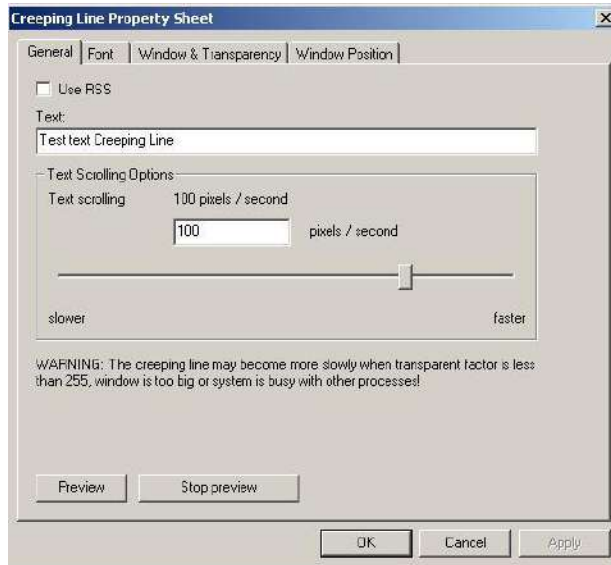 Creeping Line Property Sheet
General Font Window & Transparency Window Position
Use RSS
Text:
Test text Creeping Line
Text Scrolling Options
Text scrolling 100 pixels / second
100 pixels / second
slower faster
WARNING: The creeping line may become more slowly when transparent factor is less
than 255, window is too big or system is busy with other processes!
Preview Stop preview
OK Cancel Apply